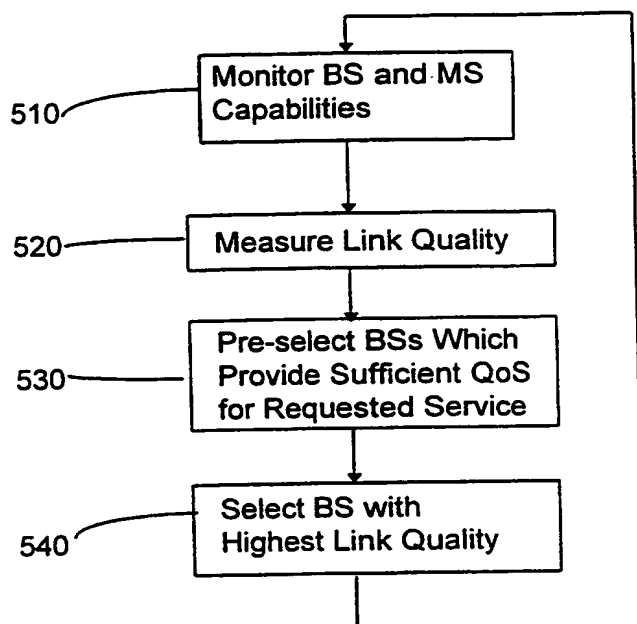 Monitor BS and MS
Capabilities
510
520
Measure Link Quality
Pre-select BSs Which
Provide Sufficient QoS
for Requested Service
530
Select BS with
Highest Link Quality
540